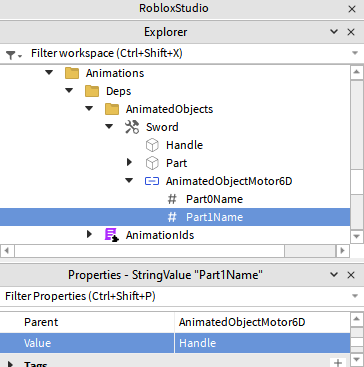 RobloxStudio
Explorer
Filter workspace (Ctrl+Shift+X)
Animations
Deps
AnimatedObjects
Sword
Handle
Part
AnimatedObjectMotor6D
# Part0Name
# Part1Name
AnimationIds
Properties - StringValue "Part1Name"
Filter Properties (Ctrl+Shift+P)
Parent AnimatedObjectMotor6D
Value Handle
Tags